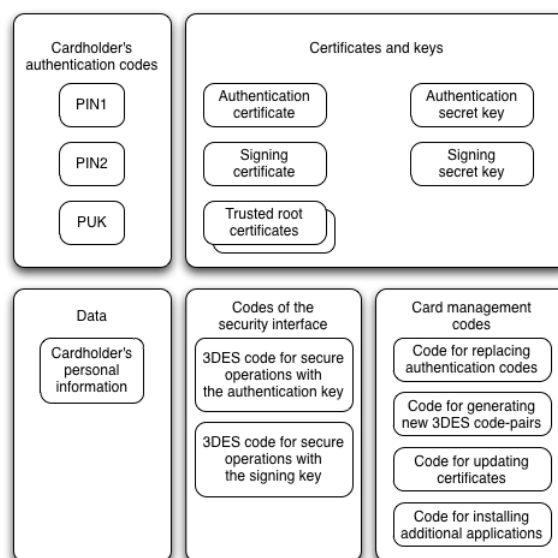 Cardholder's
authentication codes
PIN1
PIN2
PUK
Certificates and keys
Authentication
certificate
Authentication
secret key
Signing
certificate
Signing
secret key
Trusted root
certificates
Data
Cardholder's
personal
information
Codes of the
security interface
3DES code for secure
operations with
the authentication key
3DES code for secure
operations with
the signing key
Card management
codes
Code for replacing
authentication codes
Code for generating
new 3DES code-pairs
Code for updating
certificates
Code for installing
additional applications